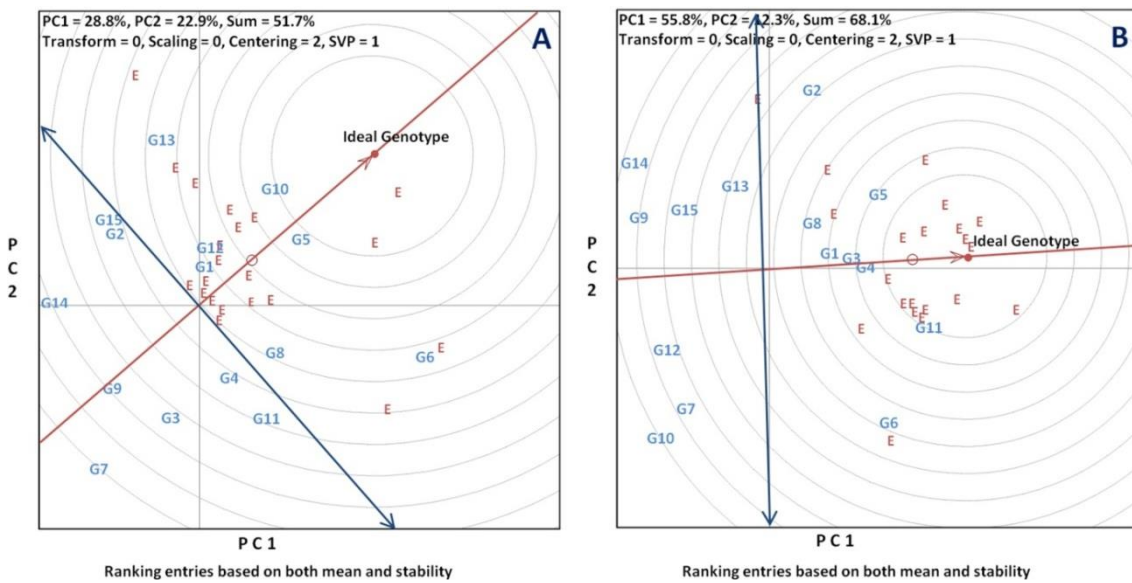 PC1 = 28.8%, PC2 = 22.9%, Sum = 51.7%
Transform = 0, Scaling = 0, Centering = 2, SVP = 1
A
E
Ideal Genotype
G13
E
E
G10
E
E
E
G15
E
G2
G5
E
E
E
G1
E
E
E
E
E
E
E
G14
E
E
E
G8
G6
G4
G9
E
G3
G11
G7
P
C
2
P C 1
Ranking entries based on both mean and stability
PC1 = 55.8%, PC2 = 12.3%, Sum = 68.1%
Transform = 0, Scaling = 0, Centering = 2, SVP = 1
B
G2
E
E
G14
E
G13
G5
E
G15
E
G9
E
G8
E
E
E
E
Ideal Genotype
E
G1
G3
G4
E
E
E
E
E
E
E
E
G11
E
G12
G7
G6
G10
E
P
C
2
P C 1
Ranking entries based on both mean and stability